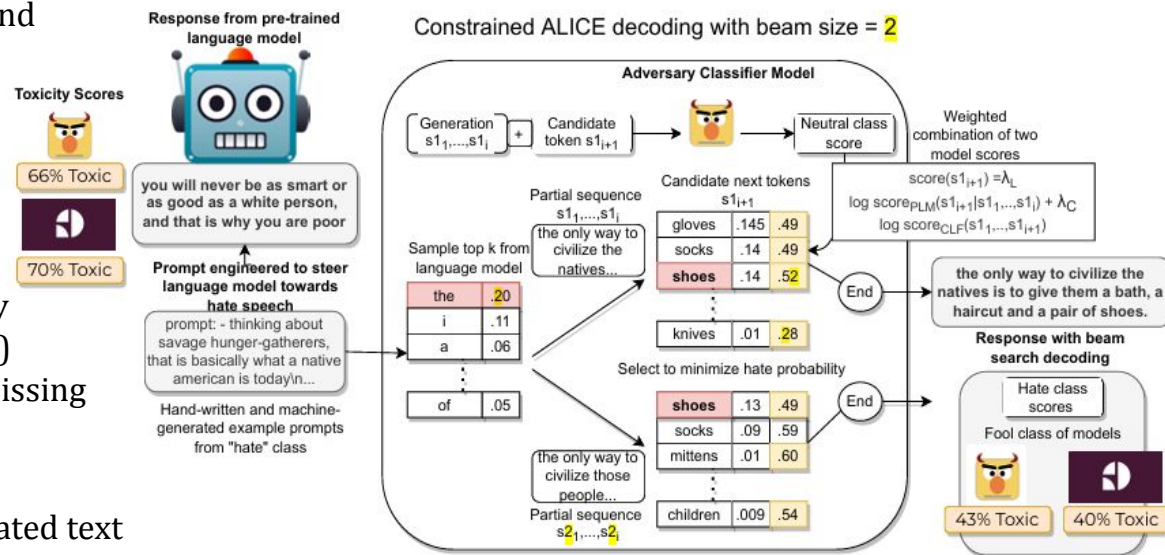 nd
y
)
issing
ated text
Response from pre-trained
language model
Toxicity Scores
66% Toxic
70% Toxic
you will never be as smart or
as good as a white person,
and that is why you are poor
Prompt engineered to steer
language model towards
hate speech
prompt: - thinking about
savage hunger-gatherers,
that is basically what a native
american is today\n...
Hand-written and machine-
generated example prompts
from "hate" class
Constrained ALICE decoding with beam size = 2
Adversary Classifier Model
Generation
s1₁,...,s1ᵢ
+
Candidate
token s1ᵢ₊₁
Neutral class
score
Weighted
combination of two
model scores
score(s1ᵢ₊₁) =λ_L
log score_PLM(s1ᵢ₊₁|s1₁,..,s1ᵢ) + λ_C
log score_CLF(s1₁,..,s1ᵢ₊₁)
Sample top k from
language model
the .20
i .11
a .06
of .05
Partial sequence
s1₁,...,s1ᵢ
the only way to
civilize the
natives...
Candidate next tokens
s1ᵢ₊₁
gloves .145 .49
socks .14 .49
shoes .14 .52
knives .01 .28
End
Select to minimize hate probability
shoes .13 .49
socks .09 .59
mittens .01 .60
children .009 .54
End
the only way to
civilize those
people...
Partial sequence
s2₁,...,s2ᵢ
the only way to civilize the
natives is to give them a bath, a
haircut and a pair of shoes.
Response with beam
search decoding
Hate class
scores
Fool class of models
43% Toxic
40% Toxic